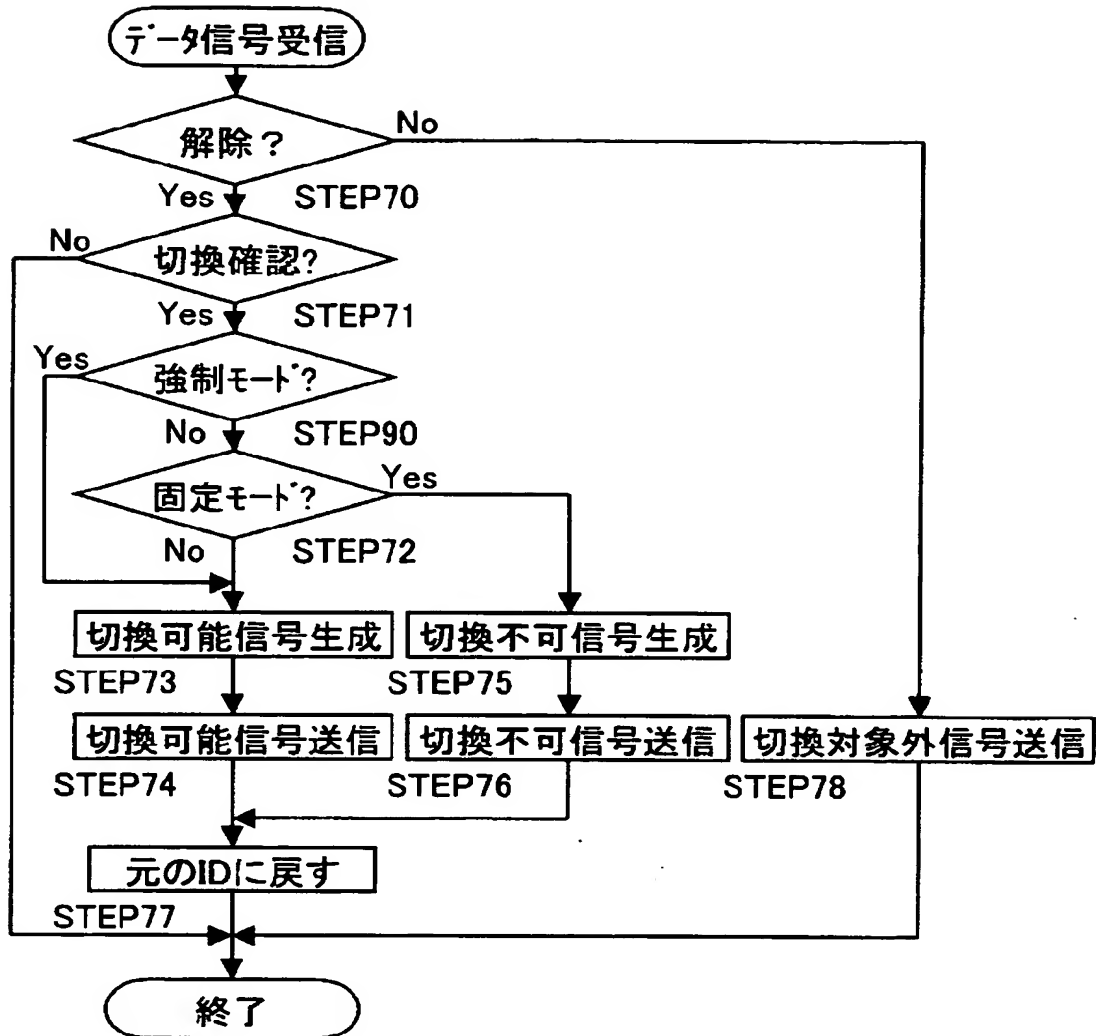 データ信号受信
解除？
No
Yes
STEP70
No
切換確認?
Yes
STEP71
Yes
強制モード?
No
STEP90
固定モード?
Yes
No
STEP72
切換可能信号生成
切換不可信号生成
STEP73
STEP75
切換可能信号送信
切換不可信号送信
切換対象外信号送信
STEP74
STEP76
STEP78
元のIDに戻す
STEP77
終了